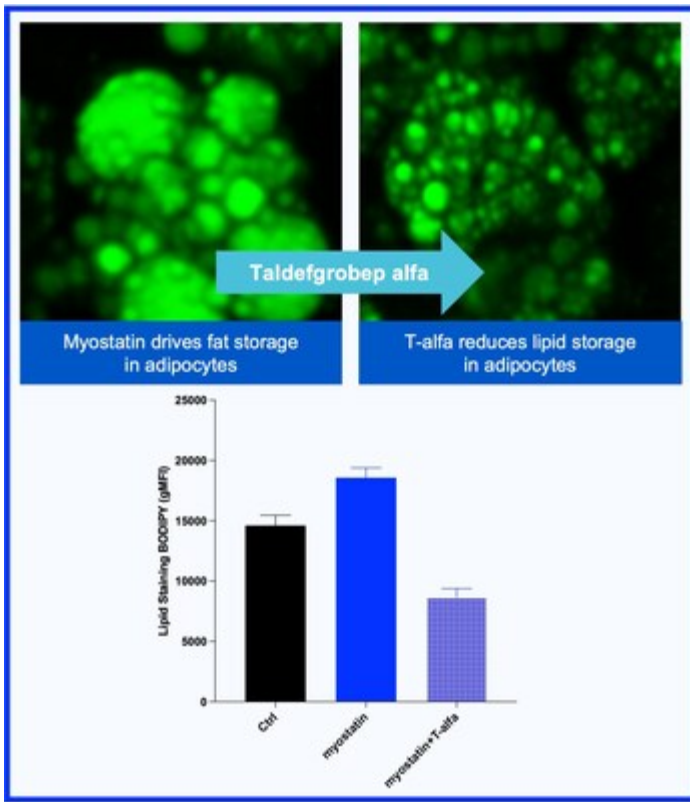 Taldefgrobep alfa
Myostatin drives fat storage
in adipocytes
T-alfa reduces lipid storage
in adipocytes
Lipid Staining BODIPY (gMFI)
25000
20000
15000
10000
5000
0
Ctrl
myostatin
myostatin+T-alfa